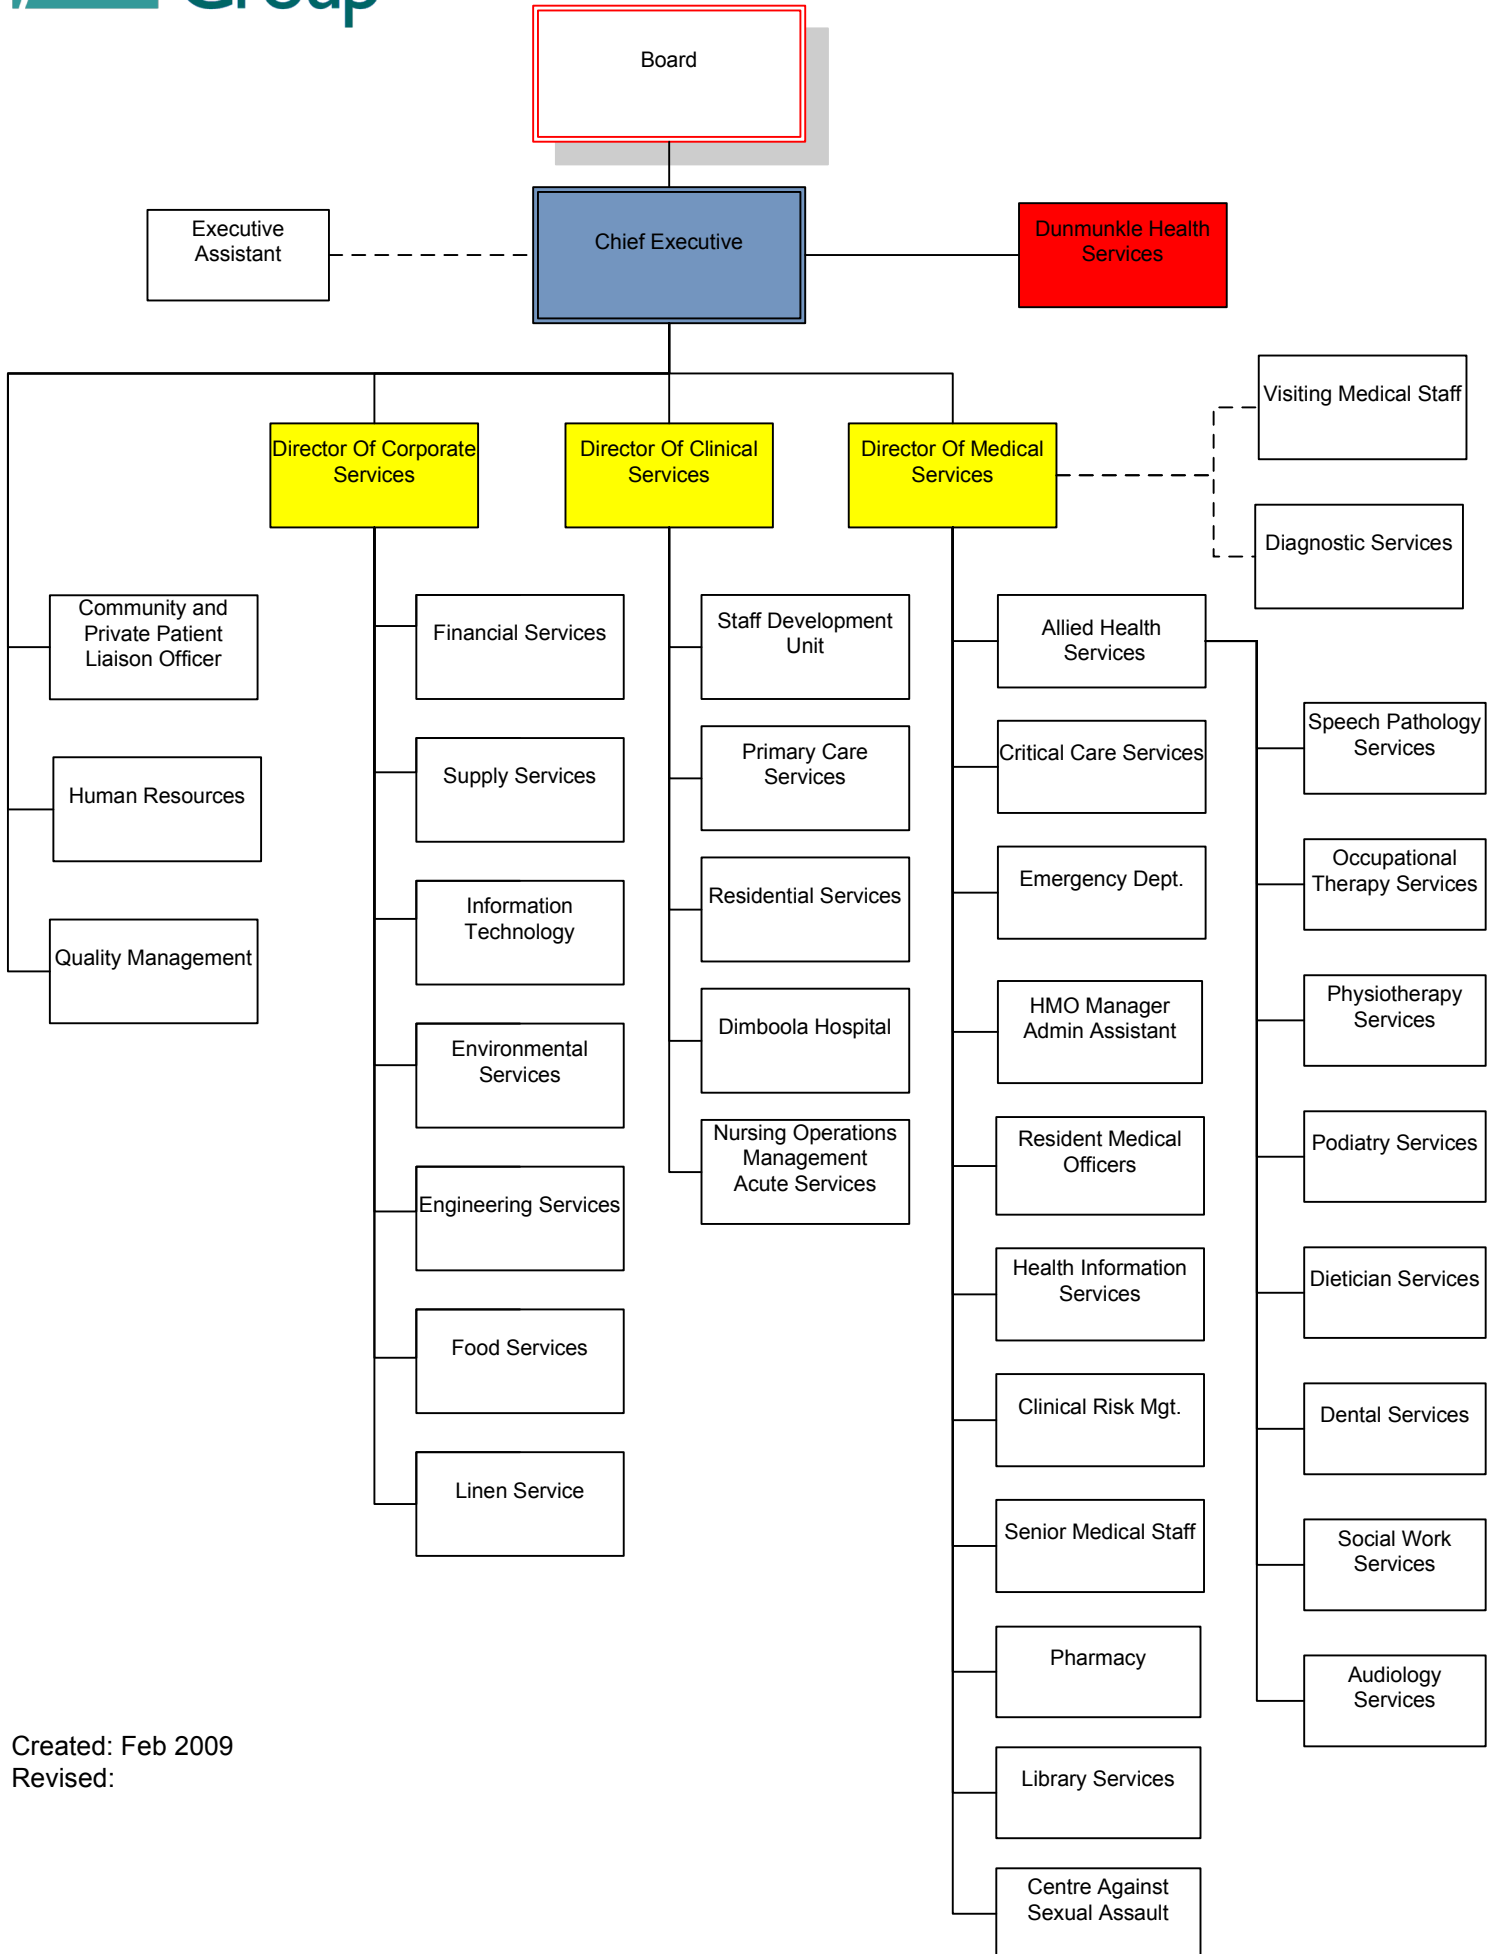 Group
Board
Executive
Assistant
Chief Executive
Dunmunkle Health
Services
Visiting Medical Staff
Director Of Corporate
Services
Director Of Clinical
Services
Director Of Medical
Services
Diagnostic Services
Community and
Private Patient
Liaison Officer
Human Resources
Quality Management
Financial Services
Supply Services
Information
Technology
Environmental
Services
Engineering Services
Food Services
Linen Service
Staff Development
Unit
Primary Care
Services
Residential Services
Dimboola Hospital
Nursing Operations
Management
Acute Services
Allied Health
Services
Critical Care Services
Emergency Dept.
HMO Manager
Admin Assistant
Resident Medical
Officers
Health Information
Services
Clinical Risk Mgt.
Senior Medical Staff
Pharmacy
Library Services
Centre Against
Sexual Assault
Speech Pathology
Services
Occupational
Therapy Services
Physiotherapy
Services
Podiatry Services
Dietician Services
Dental Services
Social Work
Services
Audiology
Services
Created: Feb 2009
Revised: